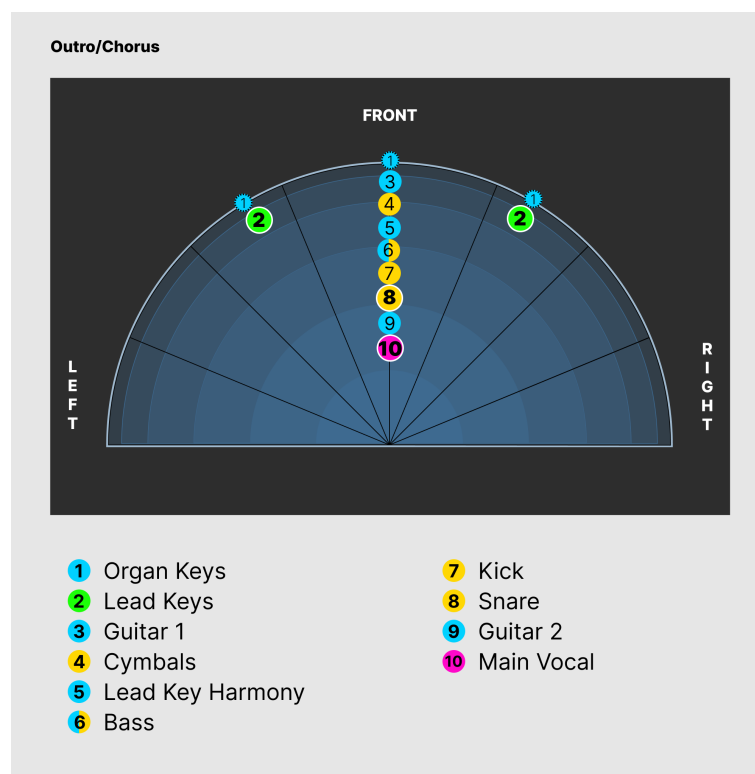 Outro/Chorus
FRONT
1
3
1
1
4
2
2
5
6
7
8
9
10
L
E
F
T
R
I
G
H
T
1 Organ Keys
2 Lead Keys
3 Guitar 1
4 Cymbals
5 Lead Key Harmony
6 Bass
7 Kick
8 Snare
9 Guitar 2
10 Main Vocal